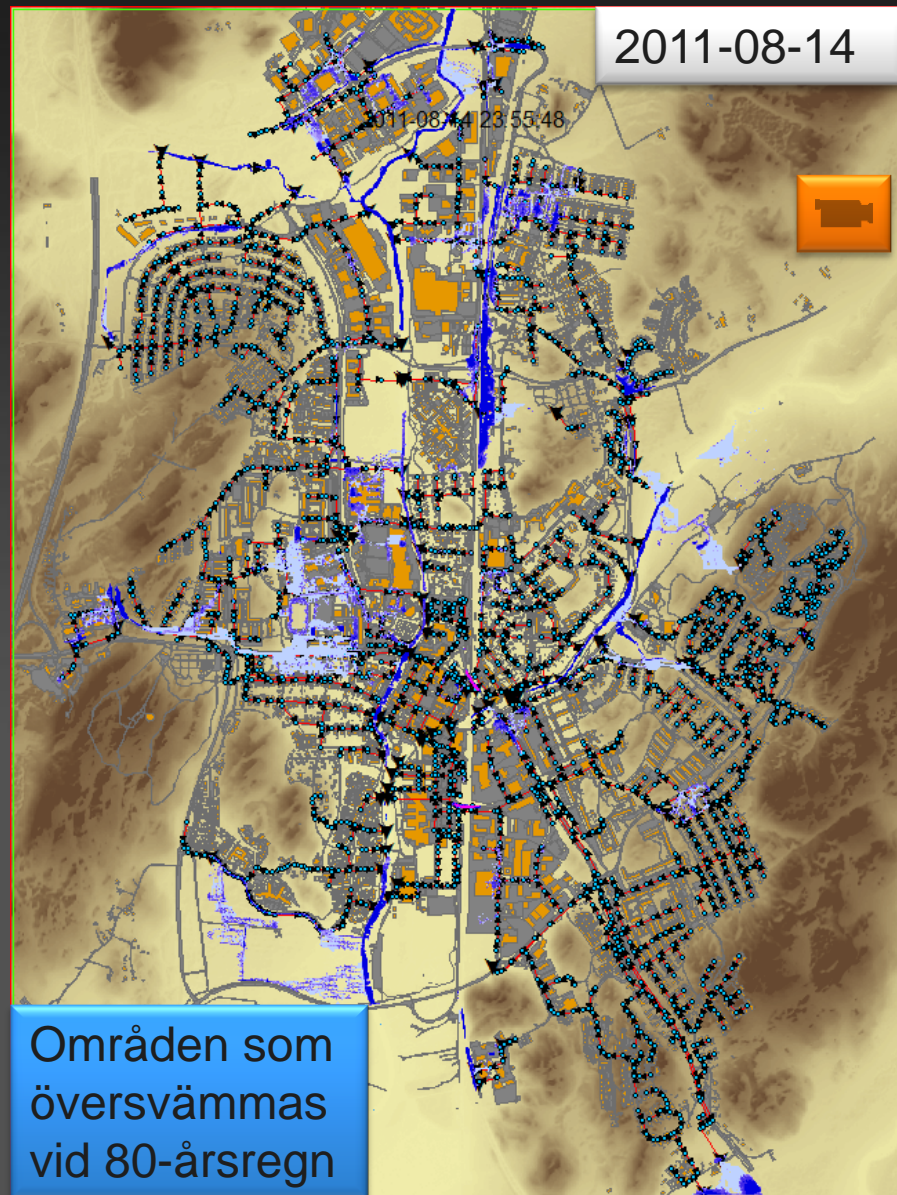 2011-08-14
2011-08-14 23:55:48
Områden som
översvämmas
vid 80-årsregn